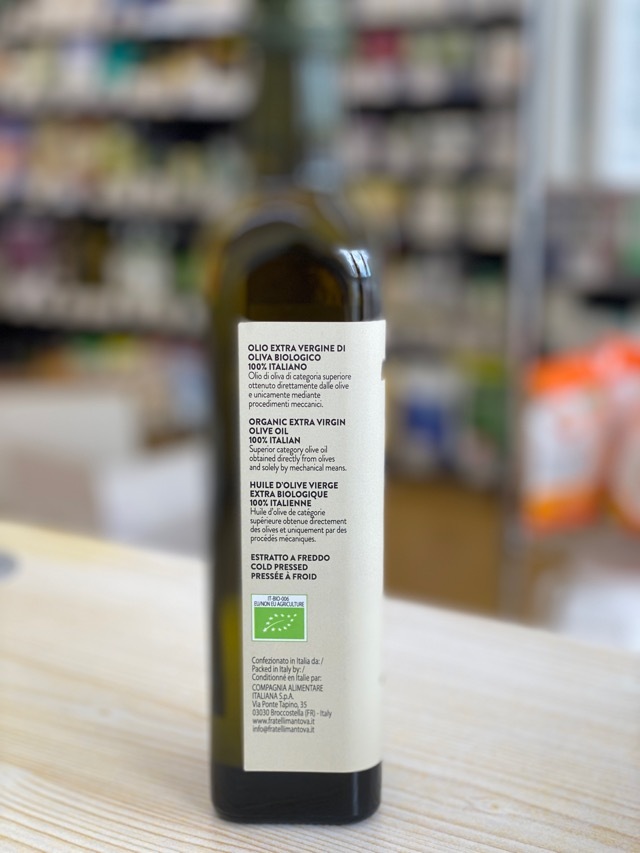 OLIO EXTRA VERGINE DI
OLIVA BIOLOGICO
100% ITALIANO
Olio di oliva di categoria superiore
ottenuto direttamente dalle olive
e unicamente mediante
procedimenti meccanici.
ORGANIC EXTRA VIRGIN
OLIVE OIL
100% ITALIAN
Superior category olive oil
obtained directly from olives
and solely by mechanical means.
HUILE D'OLIVE VIERGE
EXTRA BIOLOGIQUE
100% ITALIENNE
Huile d'olive de catégorie
supérieure obtenue directement
des olives et uniquement par des
procédés mécaniques.
ESTRATTO A FREDDO
COLD PRESSED
PRESSÉE À FROID
IT-BIO-006
EU/NON EU AGRICULTURE
Confezionato in Italia da: /
Packed in Italy by: /
Conditionné en Italie par:
COMPAGNIA ALIMENTARE
ITALIANA S.p.A.
Via Ponte Tapino, 35
03030 Broccostella (FR) - Italy
www.fratellimantova.it
info@fratellimantova.it